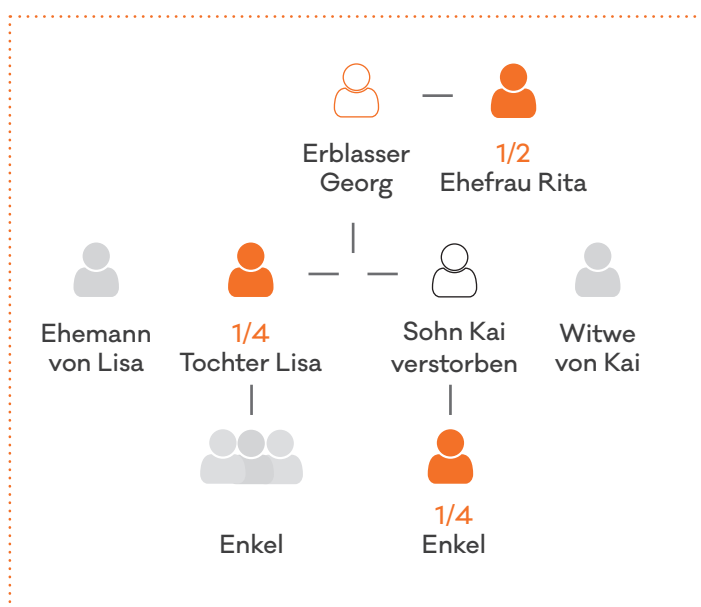 Erblasser
Georg
1/2
Ehefrau Rita
Ehemann
von Lisa
1/4
Tochter Lisa
Sohn Kai
verstorben
Witwe
von Kai
Enkel
1/4
Enkel